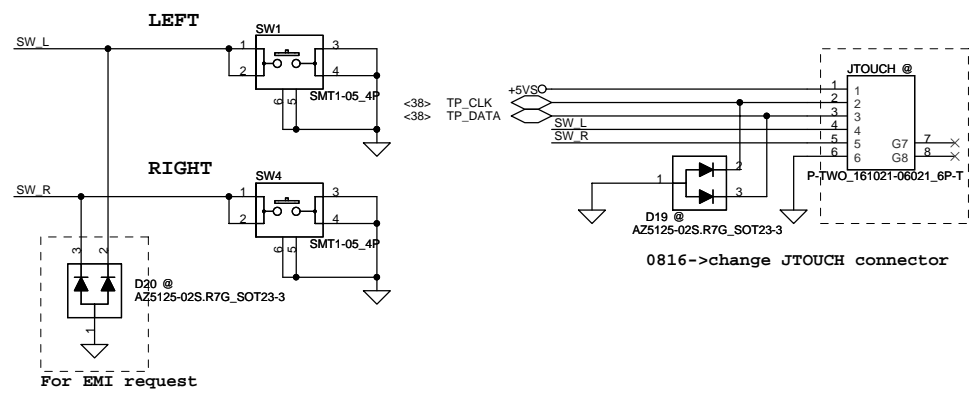 LEFT
SW_L
SW1
1
3
2
4
6
5
SMT1-05_4P
RIGHT
SW_R
SW4
1
3
2
4
6
5
SMT1-05_4P
3
2
D20 @
AZ5125-02S.R7G_SOT23-3
1
For EMI request
JTOUCH @
+5VS
1
1
<38> TP_CLK
2
2
<38> TP_DATA
3
3
SW_L
4
4
SW_R
5
5
G7
7
6
6
G8
8
P-TWO_161021-06021_6P-T
1
2
3
D19 @
AZ5125-02S.R7G_SOT23-3
0816->change JTOUCH connector